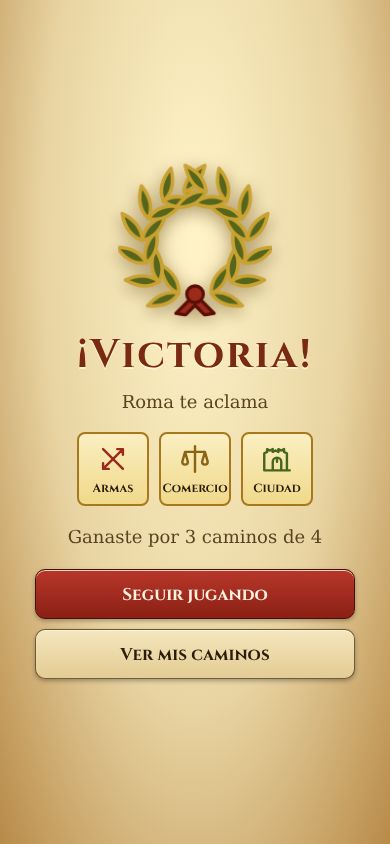 ¡Victoria!
Roma te aclama
Armas
Comercio
Ciudad
Ganaste por 3 caminos de 4
Seguir jugando
Ver mis caminos